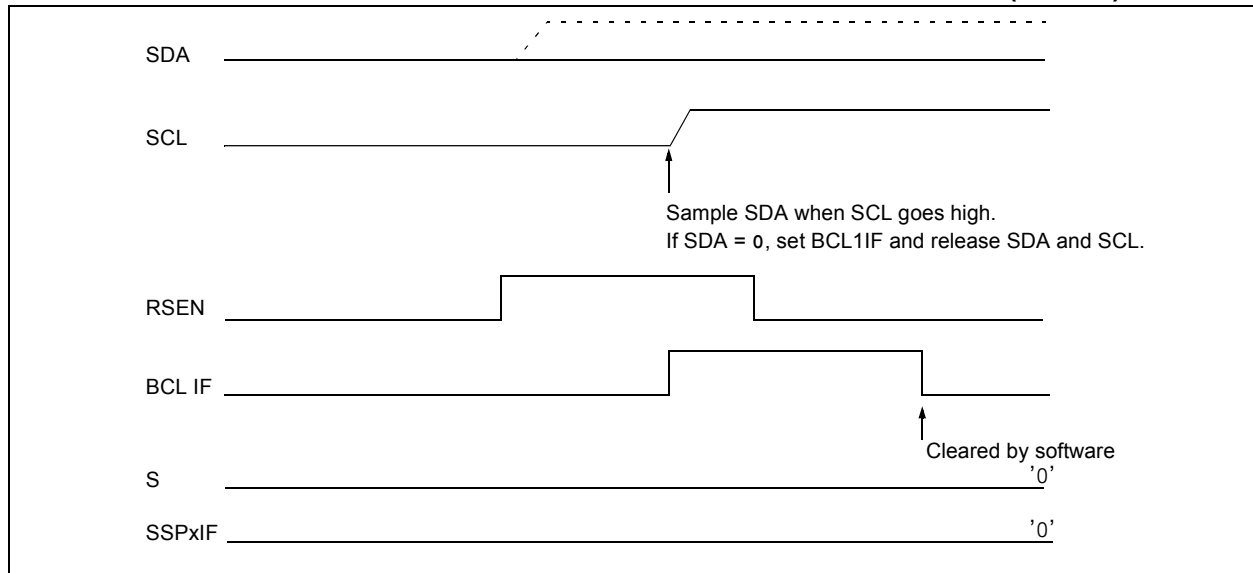 SDA
SCL
Sample SDA when SCL goes high.
If SDA = 0, set BCL1IF and release SDA and SCL.
RSEN
BCL IF
Cleared by software
S
'0'
SSPxIF
'0'